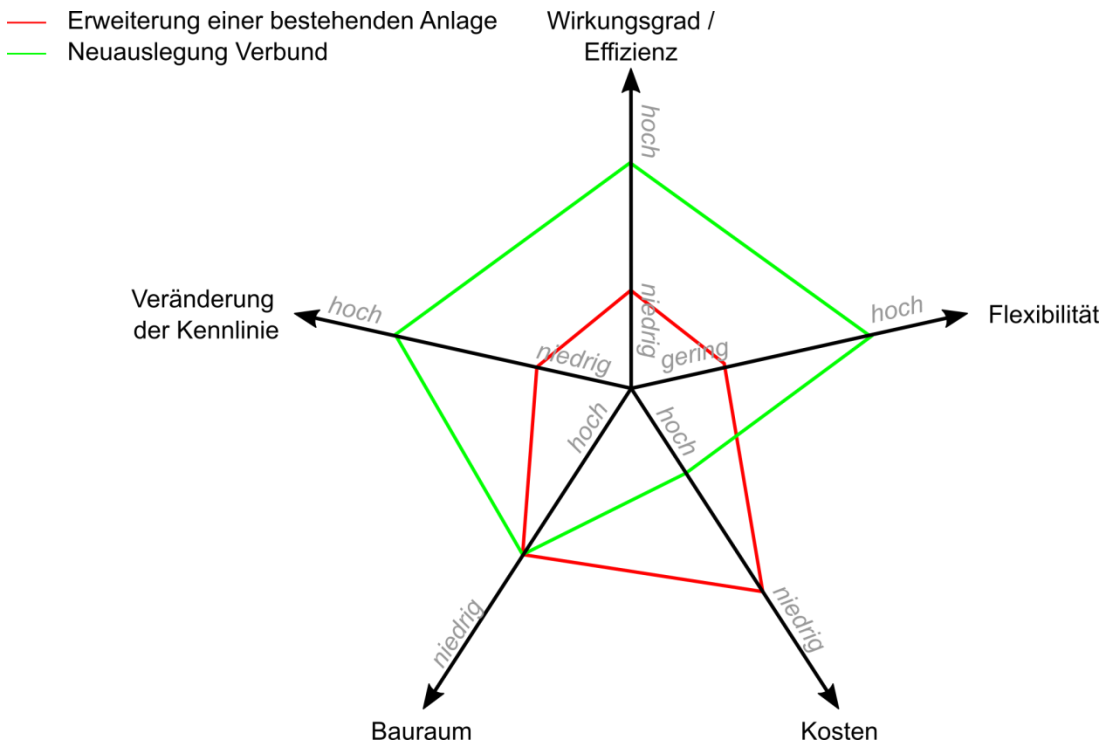 Erweiterung einer bestehenden Anlage
Neuauslegung Verbund
Wirkungsgrad /
Effizienz
hoch
niedrig
Veränderung
der Kennlinie
hoch
niedrig
gering
hoch
Flexibilität
hoch
hoch
niedrig
niedrig
Bauraum
Kosten